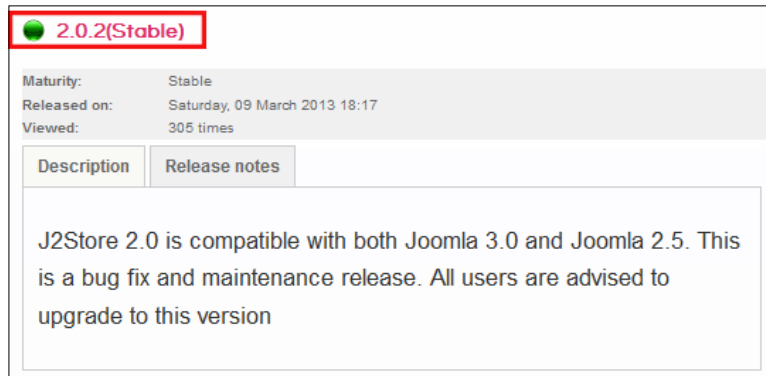 2.0.2(Stable)
Maturity: Stable
Released on: Saturday, 09 March 2013 18:17
Viewed: 305 times
Description Release notes
J2Store 2.0 is compatible with both Joomla 3.0 and Joomla 2.5. This
is a bug fix and maintenance release. All users are advised to
upgrade to this version